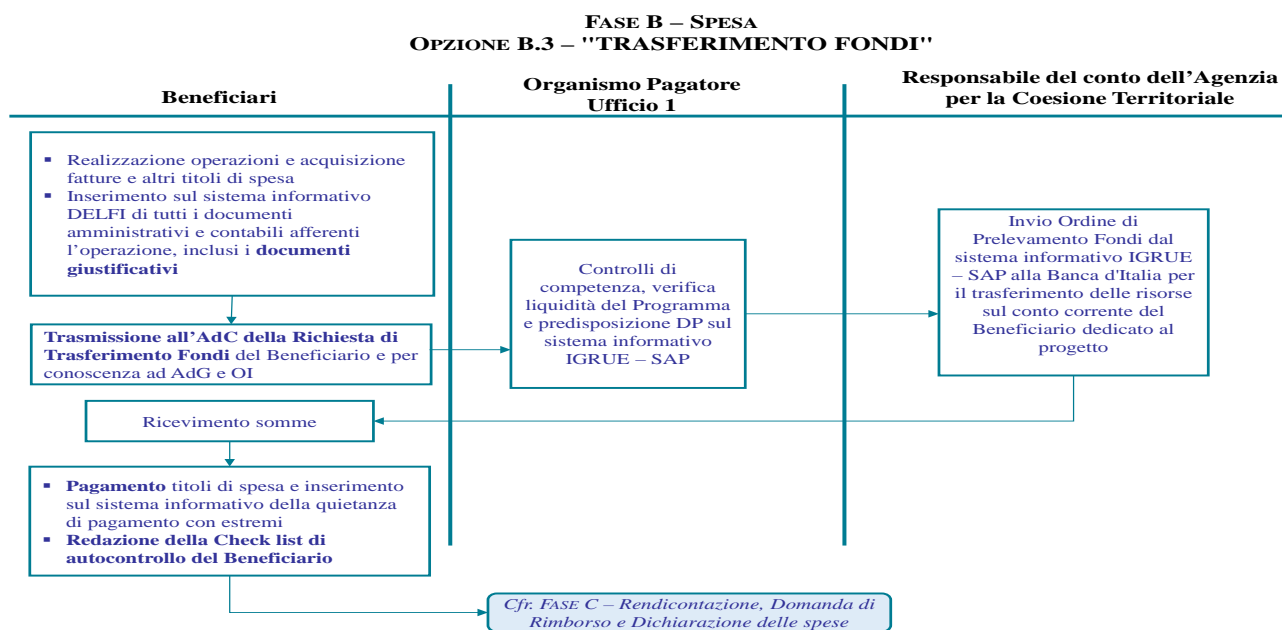 FASE B – SPESA
OPZIONE B.3 – "TRASFERIMENTO FONDI"
Beneficiari
Organismo Pagatore
Ufficio 1
Responsabile del conto dell'Agenzia
per la Coesione Territoriale
▪ Realizzazione operazioni e acquisizione
fatture e altri titoli di spesa
▪ Inserimento sul sistema informativo
DELFI di tutti i documenti
amministrativi e contabili afferenti
l'operazione, inclusi i documenti
giustificativi
Trasmissione all'AdC della Richiesta di
Trasferimento Fondi del Beneficiario e per
conoscenza ad AdG e OI
Controlli di
competenza, verifica
liquidità del Programma
e predisposizione DP sul
sistema informativo
IGRUE – SAP
Invio Ordine di
Prelevamento Fondi dal
sistema informativo IGRUE
– SAP alla Banca d'Italia per
il trasferimento delle risorse
sul conto corrente del
Beneficiario dedicato al
progetto
Ricevimento somme
▪ Pagamento titoli di spesa e inserimento
sul sistema informativo della quietanza
di pagamento con estremi
▪ Redazione della Check list di
autocontrollo del Beneficiario
Cfr. FASE C – Rendicontazione, Domanda di
Rimborso e Dichiarazione delle spese